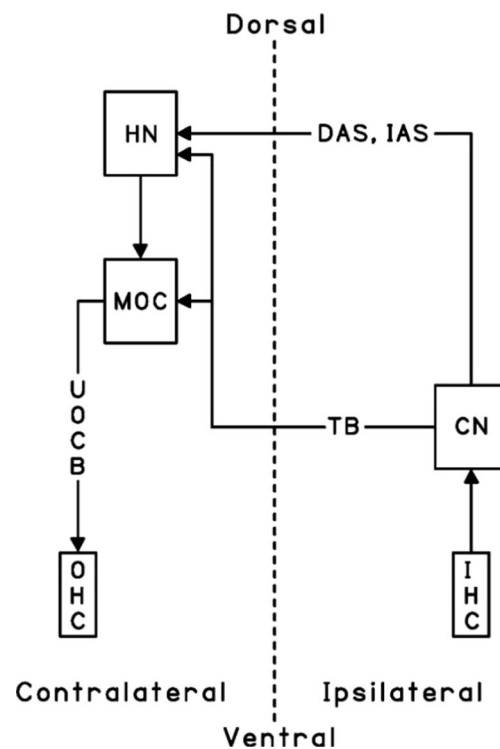 Dorsal
HN
DAS, IAS
MOC
UOCB
TB
CN
OHC
IHC
Contralateral
Ipsilateral
Ventral